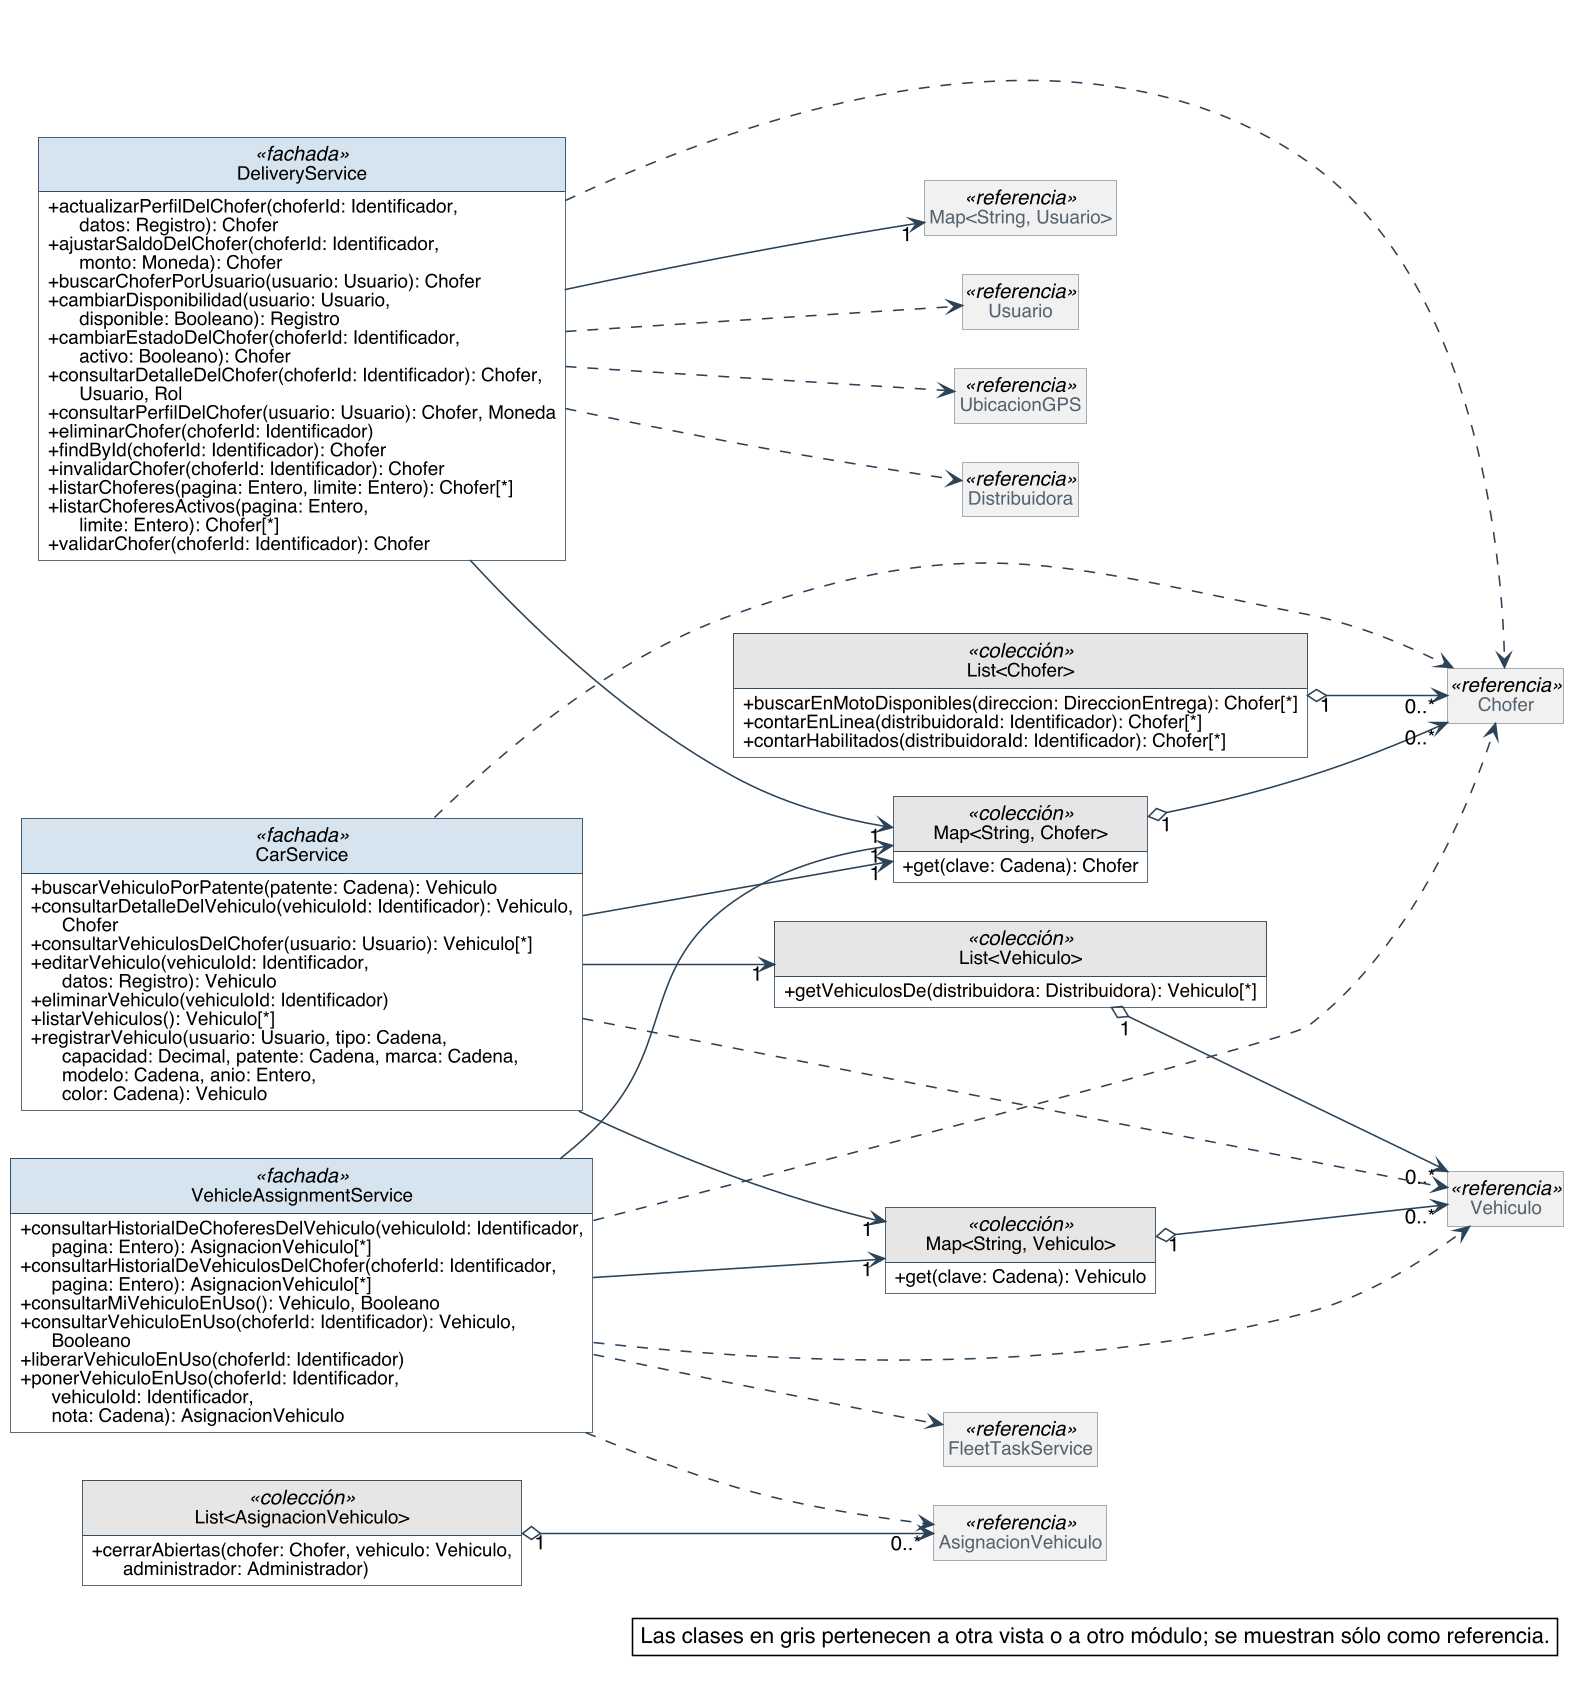 «fachada»
DeliveryService
+actualizarPerfilDelChofer(choferId: Identificador,
datos: Registro): Chofer
+ajustarSaldoDelChofer(choferId: Identificador,
monto: Moneda): Chofer
+buscarChoferPorUsuario(usuario: Usuario): Chofer
+cambiarDisponibilidad(usuario: Usuario,
disponible: Booleano): Registro
+cambiarEstadoDelChofer(choferId: Identificador,
activo: Booleano): Chofer
+consultarDetalleDelChofer(choferId: Identificador): Chofer,
Usuario, Rol
+consultarPerfilDelChofer(usuario: Usuario): Chofer, Moneda
+eliminarChofer(choferId: Identificador)
+findById(choferId: Identificador): Chofer
+invalidarChofer(choferId: Identificador): Chofer
+listarChoferes(pagina: Entero, limite: Entero): Chofer[*]
+listarChoferesActivos(pagina: Entero,
limite: Entero): Chofer[*]
+validarChofer(choferId: Identificador): Chofer
«referencia»
Map<String, Usuario>
1
«referencia»
Usuario
«referencia»
UbicacionGPS
«referencia»
Distribuidora
«colección»
List<Chofer>
+buscarEnMotoDisponibles(direccion: DireccionEntrega): Chofer[*]
+contarEnLinea(distribuidoraId: Identificador): Chofer[*]
+contarHabilitados(distribuidoraId: Identificador): Chofer[*]
1
0..*
«referencia»
Chofer
0..*
«colección»
Map<String, Chofer>
+get(clave: Cadena): Chofer
1
1
1
1
«fachada»
CarService
+buscarVehiculoPorPatente(patente: Cadena): Vehiculo
+consultarDetalleDelVehiculo(vehiculoId: Identificador): Vehiculo,
Chofer
+consultarVehiculosDelChofer(usuario: Usuario): Vehiculo[*]
+editarVehiculo(vehiculoId: Identificador,
datos: Registro): Vehiculo
+eliminarVehiculo(vehiculoId: Identificador)
+listarVehiculos(): Vehiculo[*]
+registrarVehiculo(usuario: Usuario, tipo: Cadena,
capacidad: Decimal, patente: Cadena, marca: Cadena,
modelo: Cadena, anio: Entero,
color: Cadena): Vehiculo
«colección»
List<Vehiculo>
+getVehiculosDe(distribuidora: Distribuidora): Vehiculo[*]
1
1
0..*
«referencia»
Vehiculo
0..*
«fachada»
VehicleAssignmentService
+consultarHistorialDeChoferesDelVehiculo(vehiculoId: Identificador,
pagina: Entero): AsignacionVehiculo[*]
+consultarHistorialDeVehiculosDelChofer(choferId: Identificador,
pagina: Entero): AsignacionVehiculo[*]
+consultarMiVehiculoEnUso(): Vehiculo, Booleano
+consultarVehiculoEnUso(choferId: Identificador): Vehiculo,
Booleano
+liberarVehiculoEnUso(choferId: Identificador)
+ponerVehiculoEnUso(choferId: Identificador,
vehiculoId: Identificador,
nota: Cadena): AsignacionVehiculo
«colección»
Map<String, Vehiculo>
+get(clave: Cadena): Vehiculo
1
1
1
«referencia»
FleetTaskService
«colección»
List<AsignacionVehiculo>
+cerrarAbiertas(chofer: Chofer, vehiculo: Vehiculo,
administrador: Administrador)
1
0..*
«referencia»
AsignacionVehiculo
Las clases en gris pertenecen a otra vista o a otro módulo; se muestran sólo como referencia.